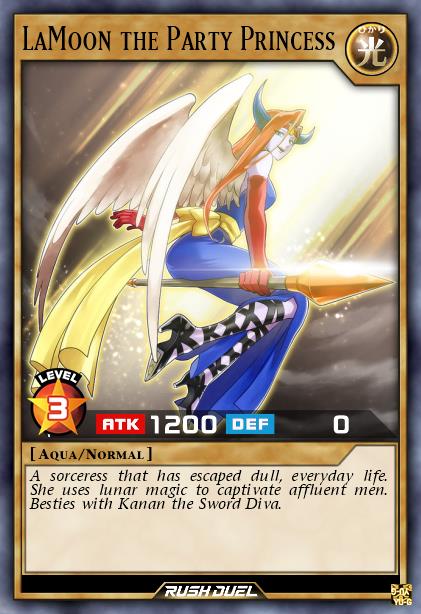 LaMoon the Party Princess
ひかり
光
LEVEL
3
ATK 1200 DEF 0
[ Aqua/Normal ]
A sorceress that has escaped dull, everyday life.
She uses lunar magic to captivate affluent men.
Besties with Kanan the Sword Diva.
RUSH DUEL